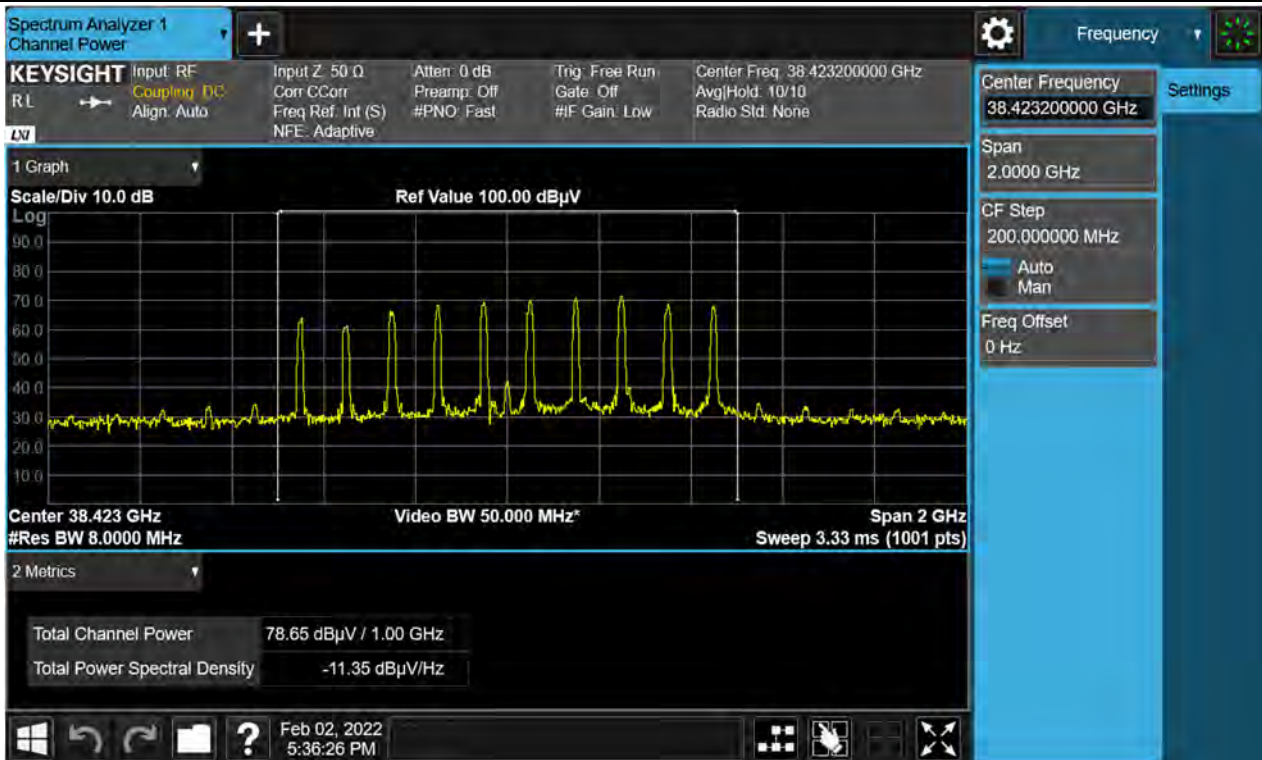 Spectrum Analyzer 1
Channel Power
Frequency
KEYSIGHT
RL
LXI
Input: RF
Coupling: DC
Align: Auto
Input Z: 50 Ω
Corr CCorr
Freq Ref: Int (S)
NFE: Adaptive
Atten: 0 dB
Preamp: Off
#PNO: Fast
Trig: Free Run
Gate: Off
#IF Gain: Low
Center Freq: 38.423200000 GHz
Avg|Hold: 10/10
Radio Std: None
Center Frequency
38.423200000 GHz
Settings
Span
2.0000 GHz
CF Step
200.000000 MHz
Auto
Man
Freq Offset
0 Hz
1 Graph
Scale/Div 10.0 dB
Ref Value 100.00 dBµV
Log
90.0
80.0
70.0
60.0
50.0
40.0
30.0
20.0
10.0
Center 38.423 GHz
Video BW 50.000 MHz*
Span 2 GHz
#Res BW 8.0000 MHz
Sweep 3.33 ms (1001 pts)
2 Metrics
Total Channel Power
78.65 dBµV / 1.00 GHz
Total Power Spectral Density
-11.35 dBµV/Hz
?
Feb 02, 2022
5:36:26 PM